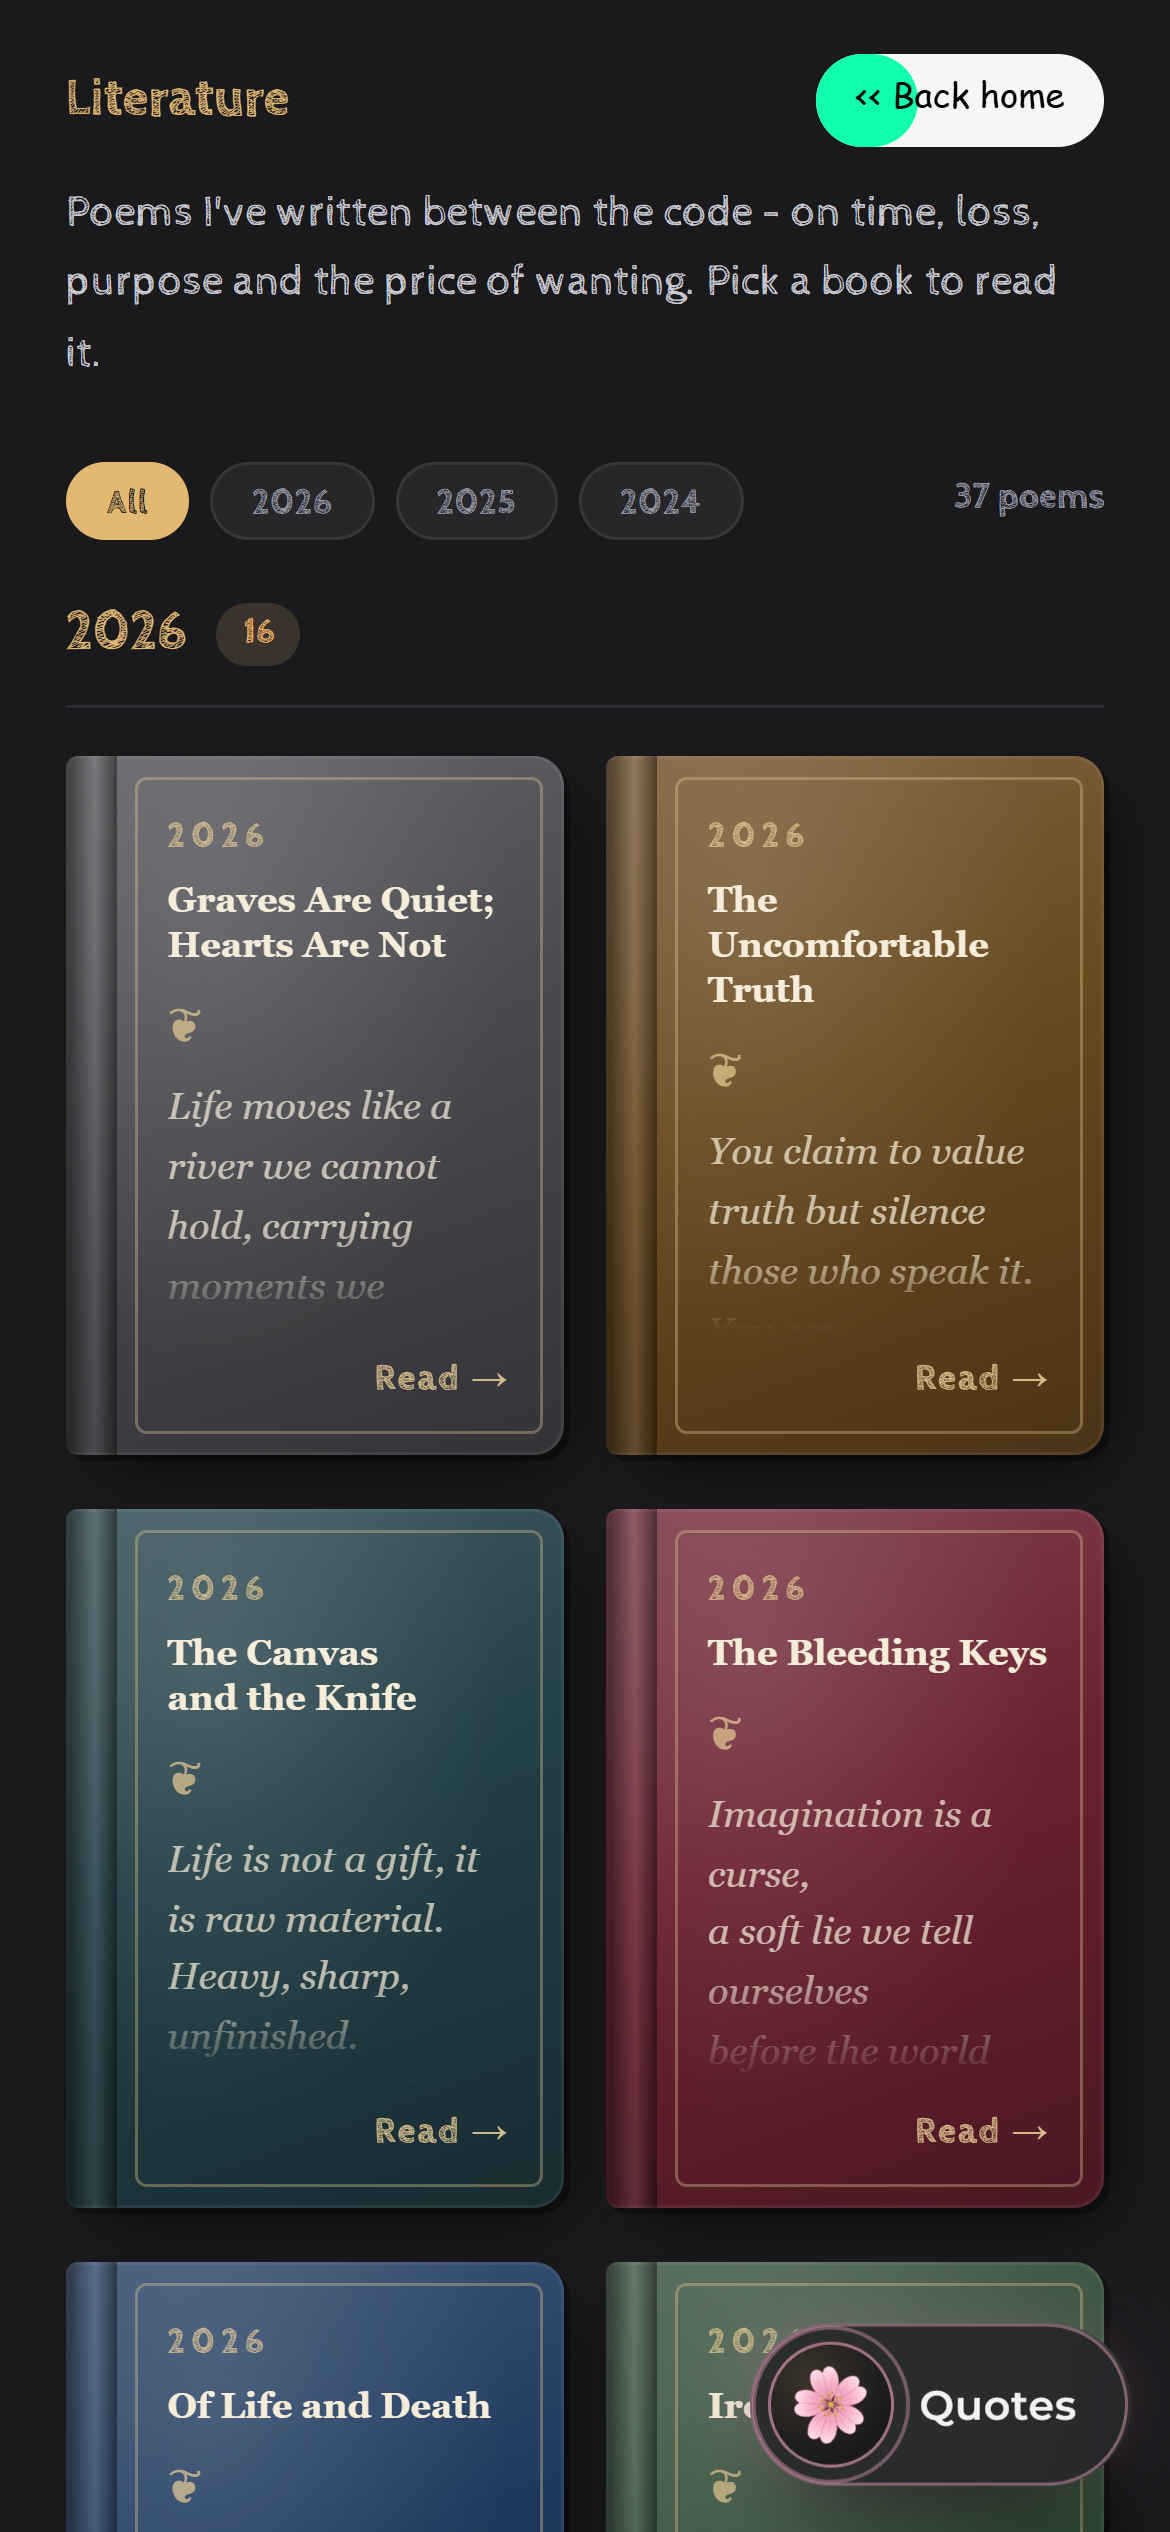 Literature
<< Back home
Poems I've written between the code - on time, loss,
purpose and the price of wanting. Pick a book to read
it.
All
2026
2025
2024
37 poems
2026
16
2026
Graves Are Quiet;
Hearts Are Not
❦
Life moves like a
river we cannot
hold, carrying
moments we
Read →
2026
The
Uncomfortable
Truth
❦
You claim to value
truth but silence
those who speak it.
You say
Read →
2026
The Canvas
and the Knife
❦
Life is not a gift, it
is raw material.
Heavy, sharp,
unfinished.
Read →
2026
The Bleeding Keys
❦
Imagination is a
curse,
a soft lie we tell
ourselves
before the world
Read →
2026
Of Life and Death
❦
202
❦
Quotes